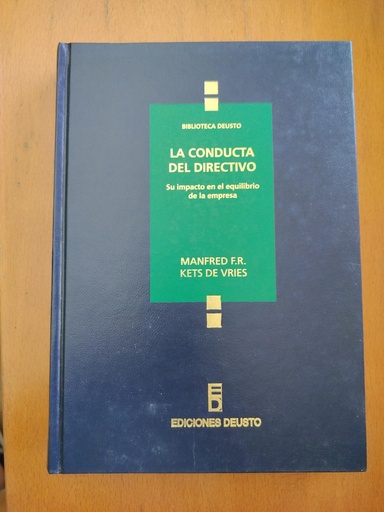 BIBLIOTECA DEUSTO
LA CONDUCTA
DEL DIRECTIVO
Su impacto en el equilibrio
de la empresa
MANFRED F.R.
KETS DE VRIES
ED
EDICIONES DEUSTO